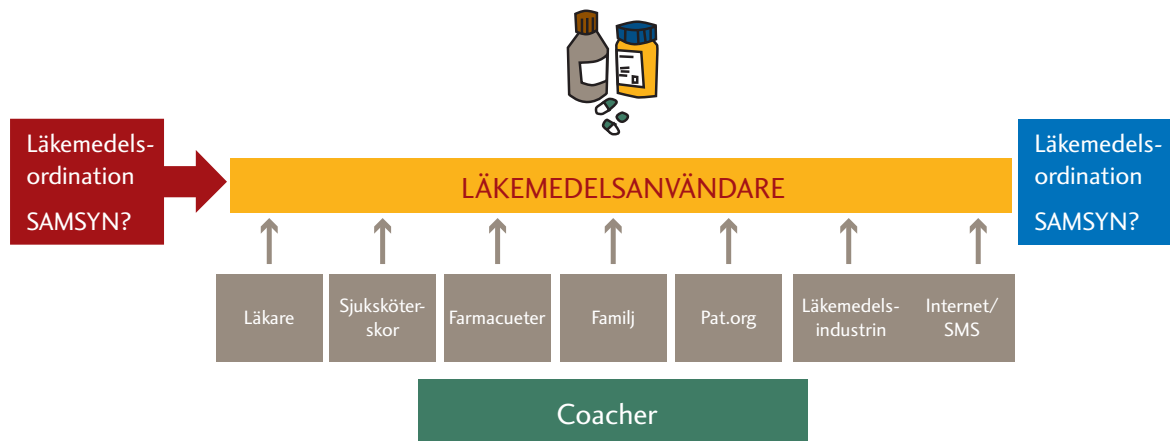 Läkemedels-
ordination
SAMSYN?
LÄKEMEDELSANVÄNDARE
Läkemedels-
ordination
SAMSYN?
Läkare
Sjuksköter-
skor
Farmacueter
Familj
Pat.org
Läkemedels-
industrin
Internet/
SMS
Coacher